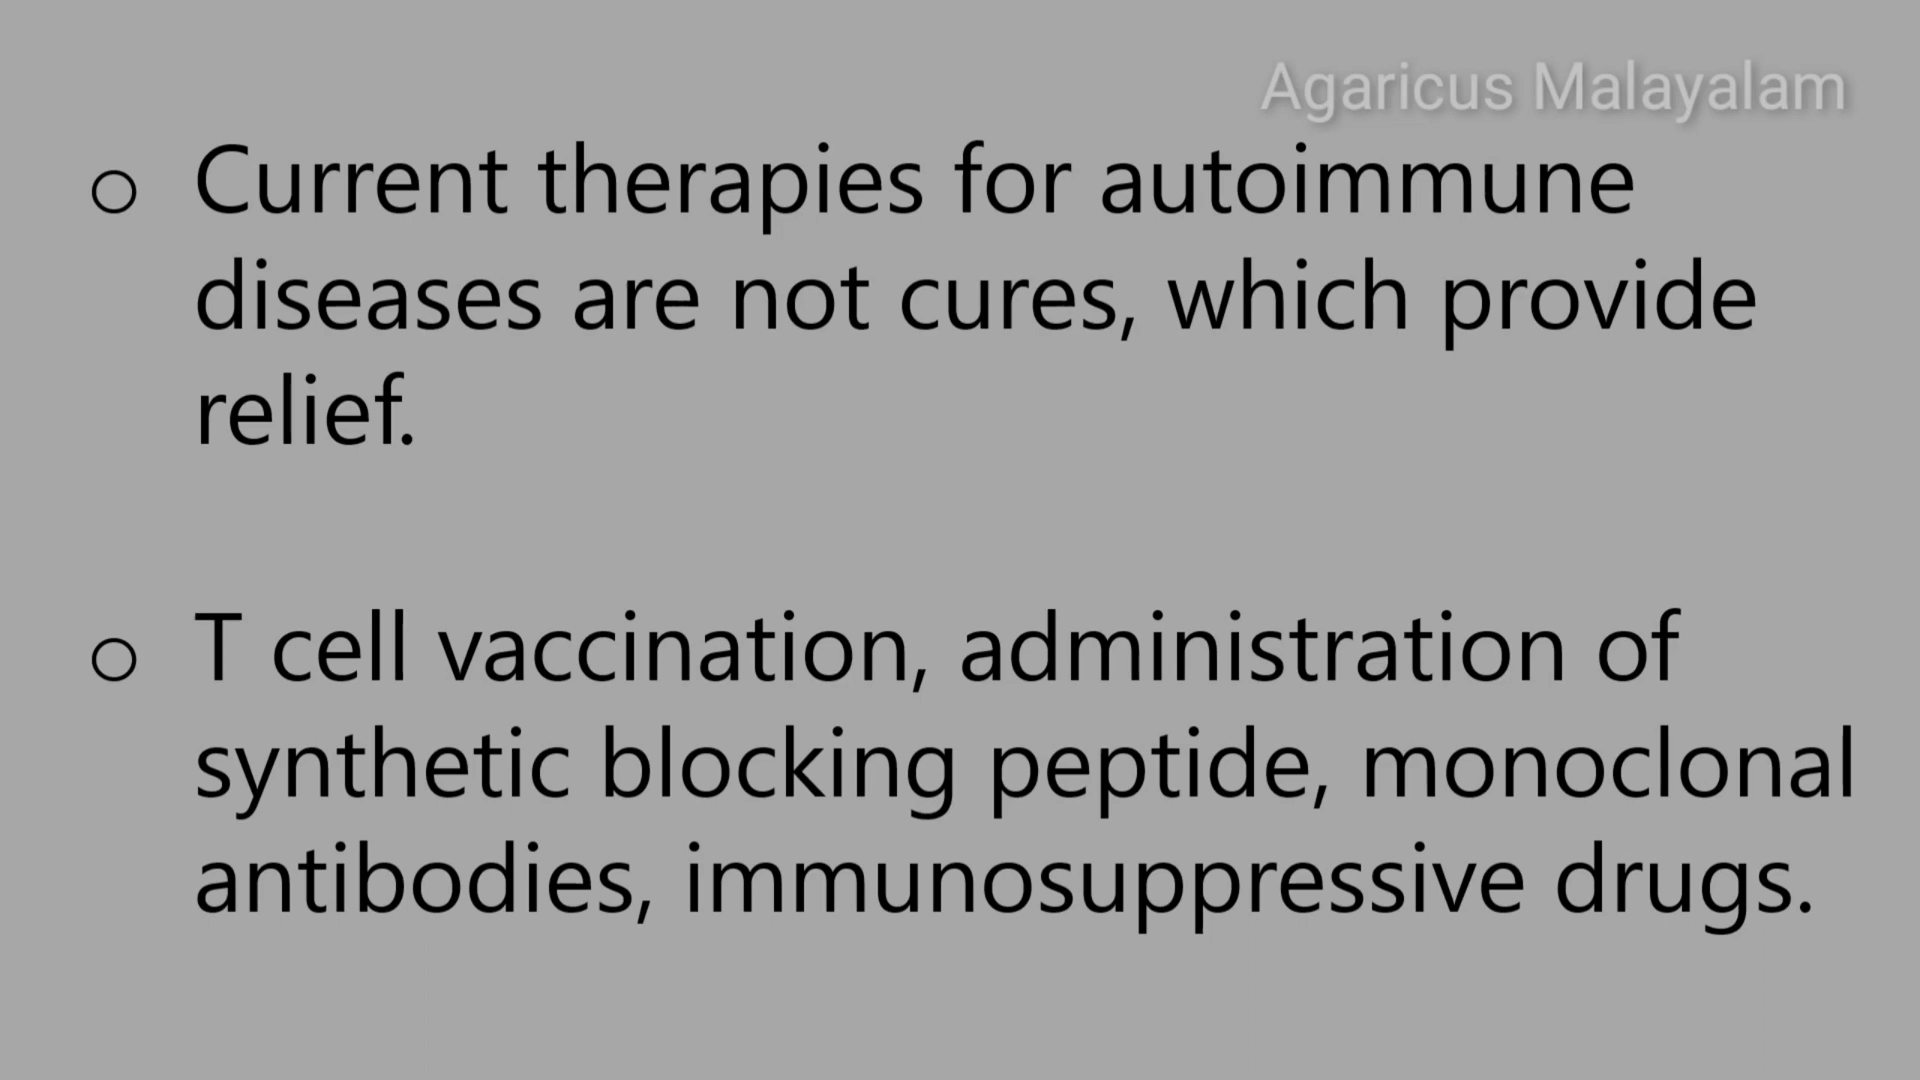 Agaricus Malayalam
o Current therapies for autoimmune
diseases are not cures, which provide
relief.
o T cell vaccination, administration of
synthetic blocking peptide, monoclonal
antibodies, immunosuppressive drugs.